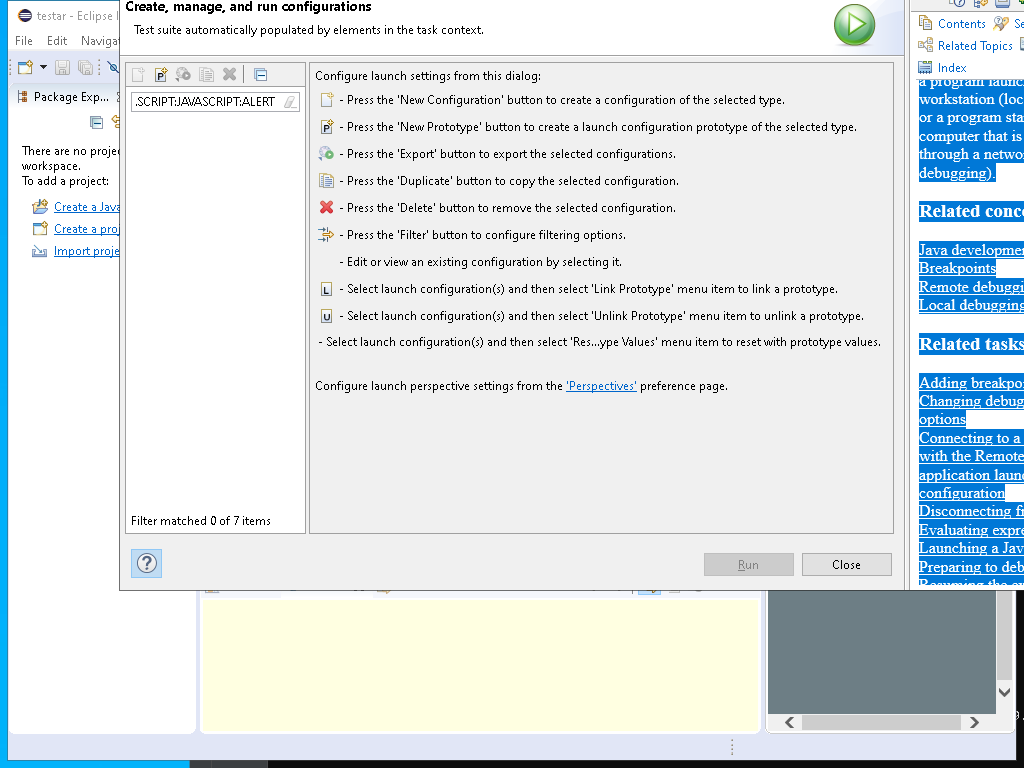 Create, manage, and run configurations
Test suite automatically populated by elements in the task context.
testar - Eclipse
File Edit Navigat
Package Exp...
There are no proje
workspace.
To add a project:
Create a Java
Create a proj
Import proje
.SCRIPT:JAVASCRIPT:ALERT
Filter matched 0 of 7 items
Configure launch settings from this dialog:
- Press the 'New Configuration' button to create a configuration of the selected type.
- Press the 'New Prototype' button to create a launch configuration prototype of the selected type.
- Press the 'Export' button to export the selected configurations.
- Press the 'Duplicate' button to copy the selected configuration.
- Press the 'Delete' button to remove the selected configuration.
- Press the 'Filter' button to configure filtering options.
- Edit or view an existing configuration by selecting it.
- Select launch configuration(s) and then select 'Link Prototype' menu item to link a prototype.
- Select launch configuration(s) and then select 'Unlink Prototype' menu item to unlink a prototype.
- Select launch configuration(s) and then select 'Res...ype Values' menu item to reset with prototype values.
Configure launch perspective settings from the 'Perspectives' preference page.
Run
Close
Contents Se
Related Topics
Index
a program launc
workstation (loc
or a program sta
computer that is
through a netwo
debugging).
Related conce
Java developmen
Breakpoints
Remote debuggi
Local debugging
Related tasks
Adding breakpoi
Changing debug
options
Connecting to a
with the Remote
application laun
configuration
Disconnecting fr
Evaluating expre
Launching a Jav
Preparing to deb
Resuming the ex